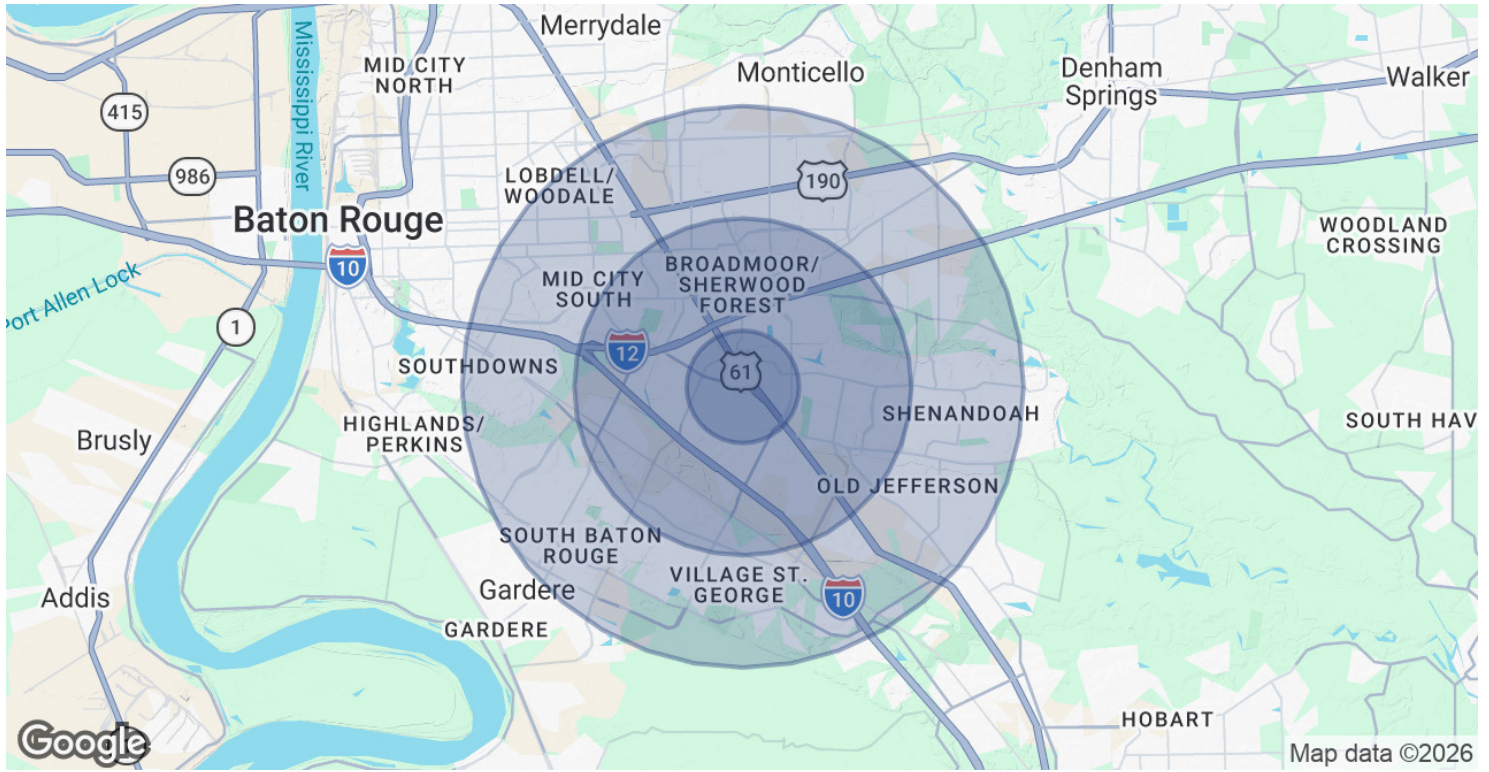 Merrydale
MID CITY
NORTH
Monticello
Denham
Springs
Walker
415
Mississippi River
986
LOBDELL/
WOODALE
190
Baton Rouge
WOODLAND
CROSSING
10
MID CITY
SOUTH
BROADMOOR/
SHERWOOD
FOREST
Port Allen Lock
1
12
SOUTHDOWNS
61
HIGHLANDS/
PERKINS
SHENANDOAH
SOUTH HAV
Brusly
OLD JEFFERSON
SOUTH BATON
ROUGE
VILLAGE ST.
GEORGE
Gardere
10
Addis
GARDERE
HOBART
Google
Map data ©2026